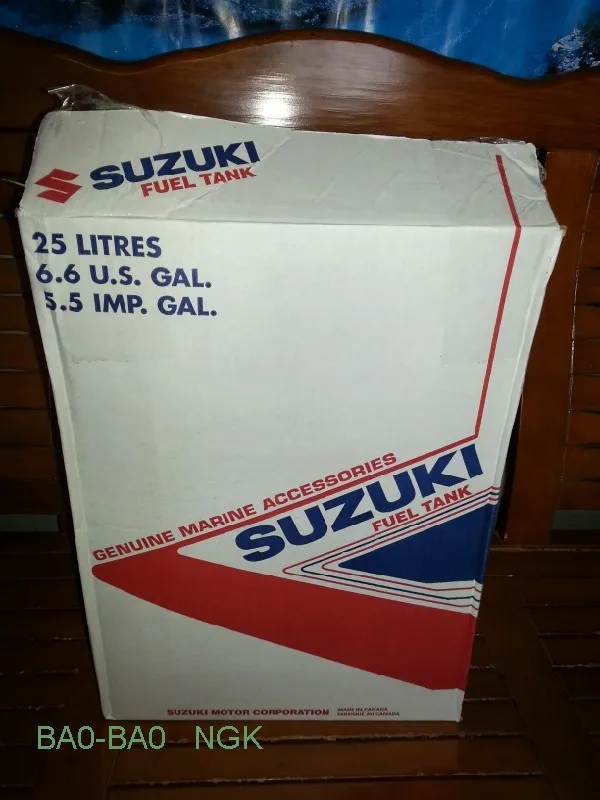 SUZUKI
FUEL TANK
25 LITRES
6.6 U.S. GAL.
5.5 IMP. GAL.
GENUINE MARINE ACCESSORIES
SUZUKI
FUEL TANK
SUZUKI MOTOR CORPORATION
MADE IN CANADA
FABRIQUÉ AU CANADA
BA0-BA0 NGK